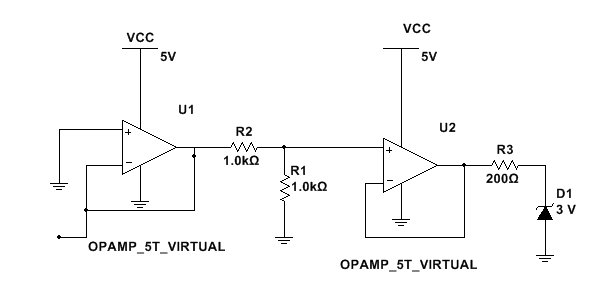 VCC
5V
U1
+
−
R2
1.0kΩ
R1
1.0kΩ
OPAMP_5T_VIRTUAL
VCC
5V
U2
+
−
R3
200Ω
D1
3 V
OPAMP_5T_VIRTUAL